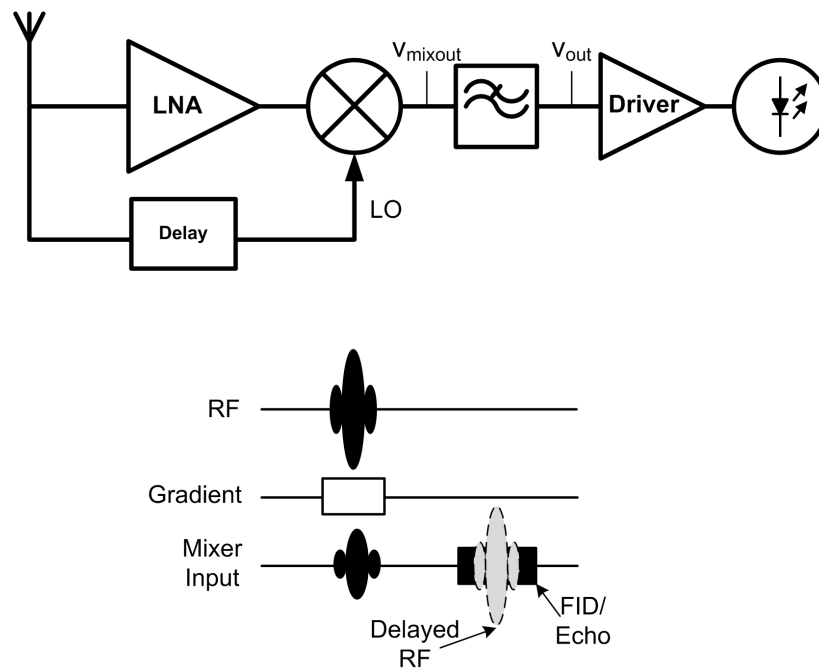 v_mixout
v_out
LNA
Driver
LO
Delay
RF
Gradient
Mixer
Input
FID/
Echo
Delayed
RF